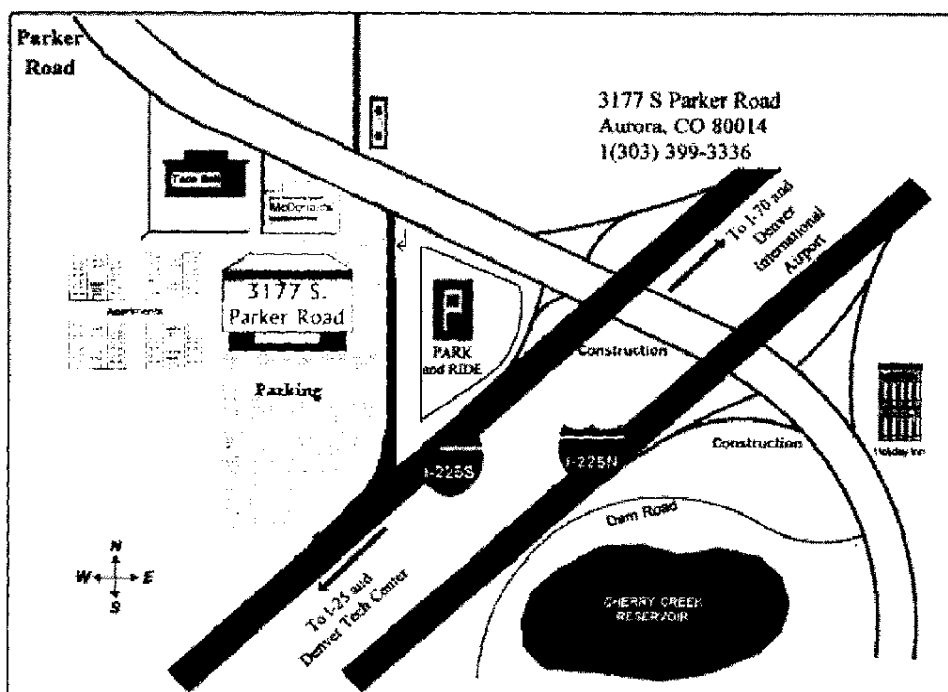 Parker
Road
3177 S Parker Road
Aurora, CO 80014
1(303) 399-3336
Taco Bell
McDonalds
To I-70 and
Denver
International
Airport
3177 S.
Parker Road
Apartments
P
PARK
and RIDE
Construction
Parking
Construction
Holiday Inn
I-225S
I-225N
Dam Road
N
W
E
S
To I-25 and
Denver Tech Center
CHERRY CREEK
RESERVOIR